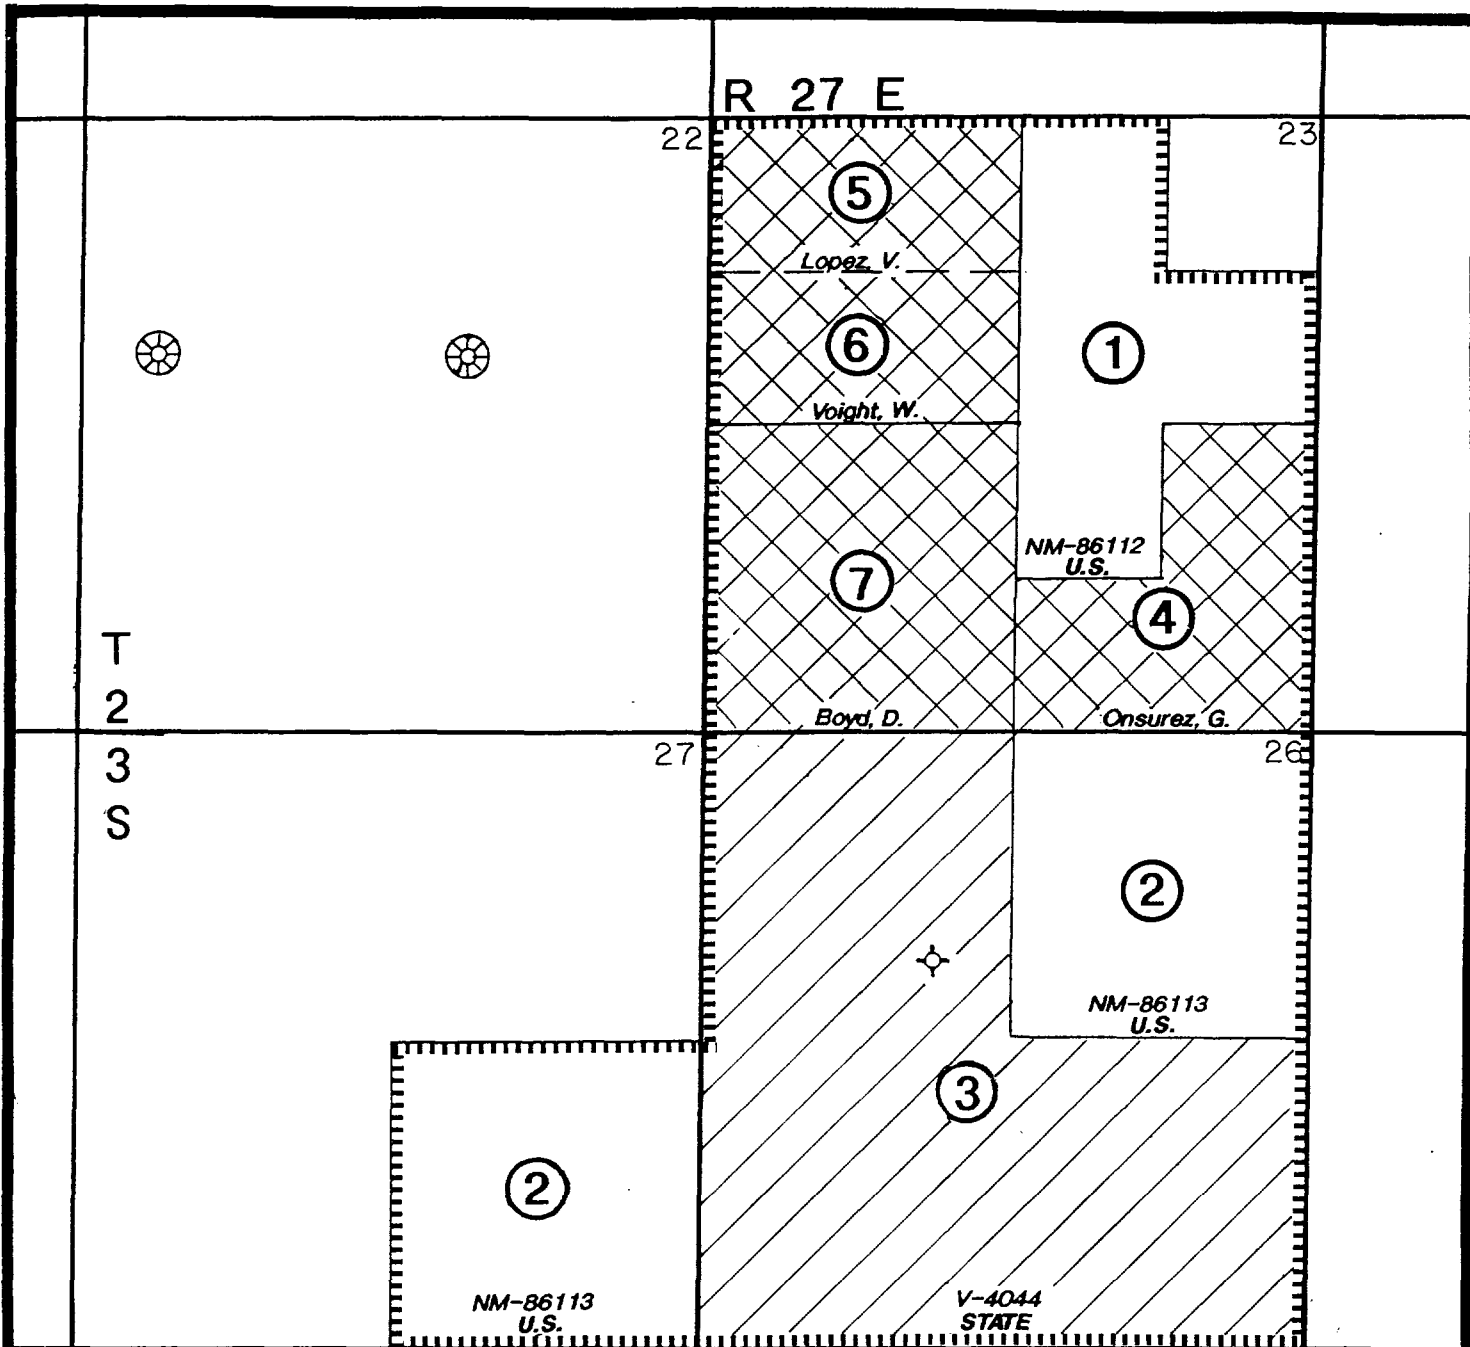 R 27 E
22
23
5
Lopez, V.
6
1
Voight, W.
NM-86112
U.S.
7
4
T
2
3
S
Boyd, D.
Onsurez, G.
27
26
2
NM-86113
U.S.
3
2
NM-86113
U.S.
V-4044
STATE